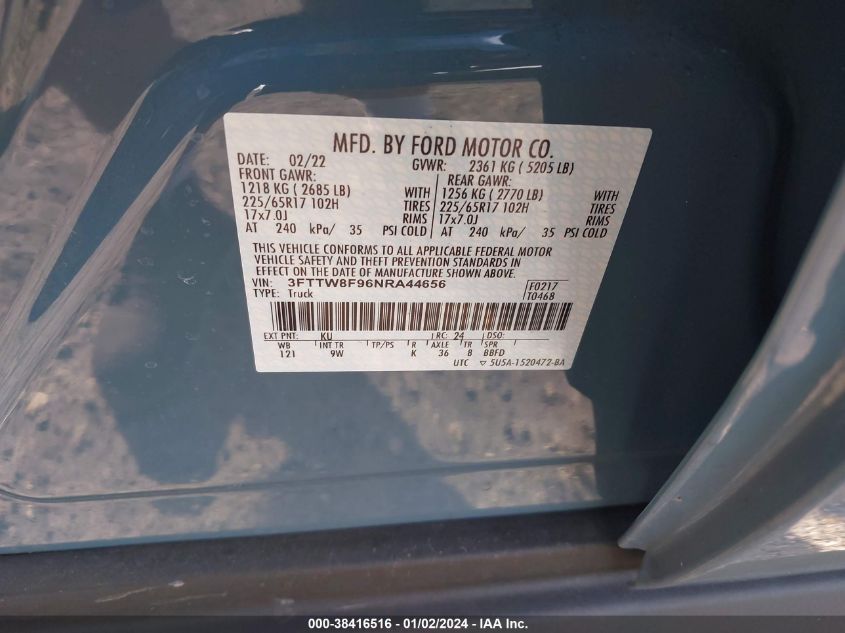 MFD. BY FORD MOTOR CO.
DATE: 02/22 GVWR: 2361 KG ( 5205 LB)
FRONT GAWR: REAR GAWR:
1218 KG ( 2685 LB) WITH 1256 KG ( 2770 LB) WITH
225/65R17 102H TIRES 225/65R17 102H TIRES
17x7.0J RIMS 17x7.0J RIMS
AT 240 kPa/ 35 PSI COLD AT 240 kPa/ 35 PSI COLD
THIS VEHICLE CONFORMS TO ALL APPLICABLE FEDERAL MOTOR
VEHICLE SAFETY AND THEFT PREVENTION STANDARDS IN
EFFECT ON THE DATE OF MANUFACTURE SHOWN ABOVE.
VIN: 3FTTW8F96NRA44656 F0217
TYPE: Truck T0468
EXT PNT: KU RC: 24 DSO:
WB INT TR TP/PS R AXLE TR SPR
121 9W K 36 8 BBFD
UTC ▽ 5U5A-1520472-BA
000-38416516 - 01/02/2024 - IAA Inc.